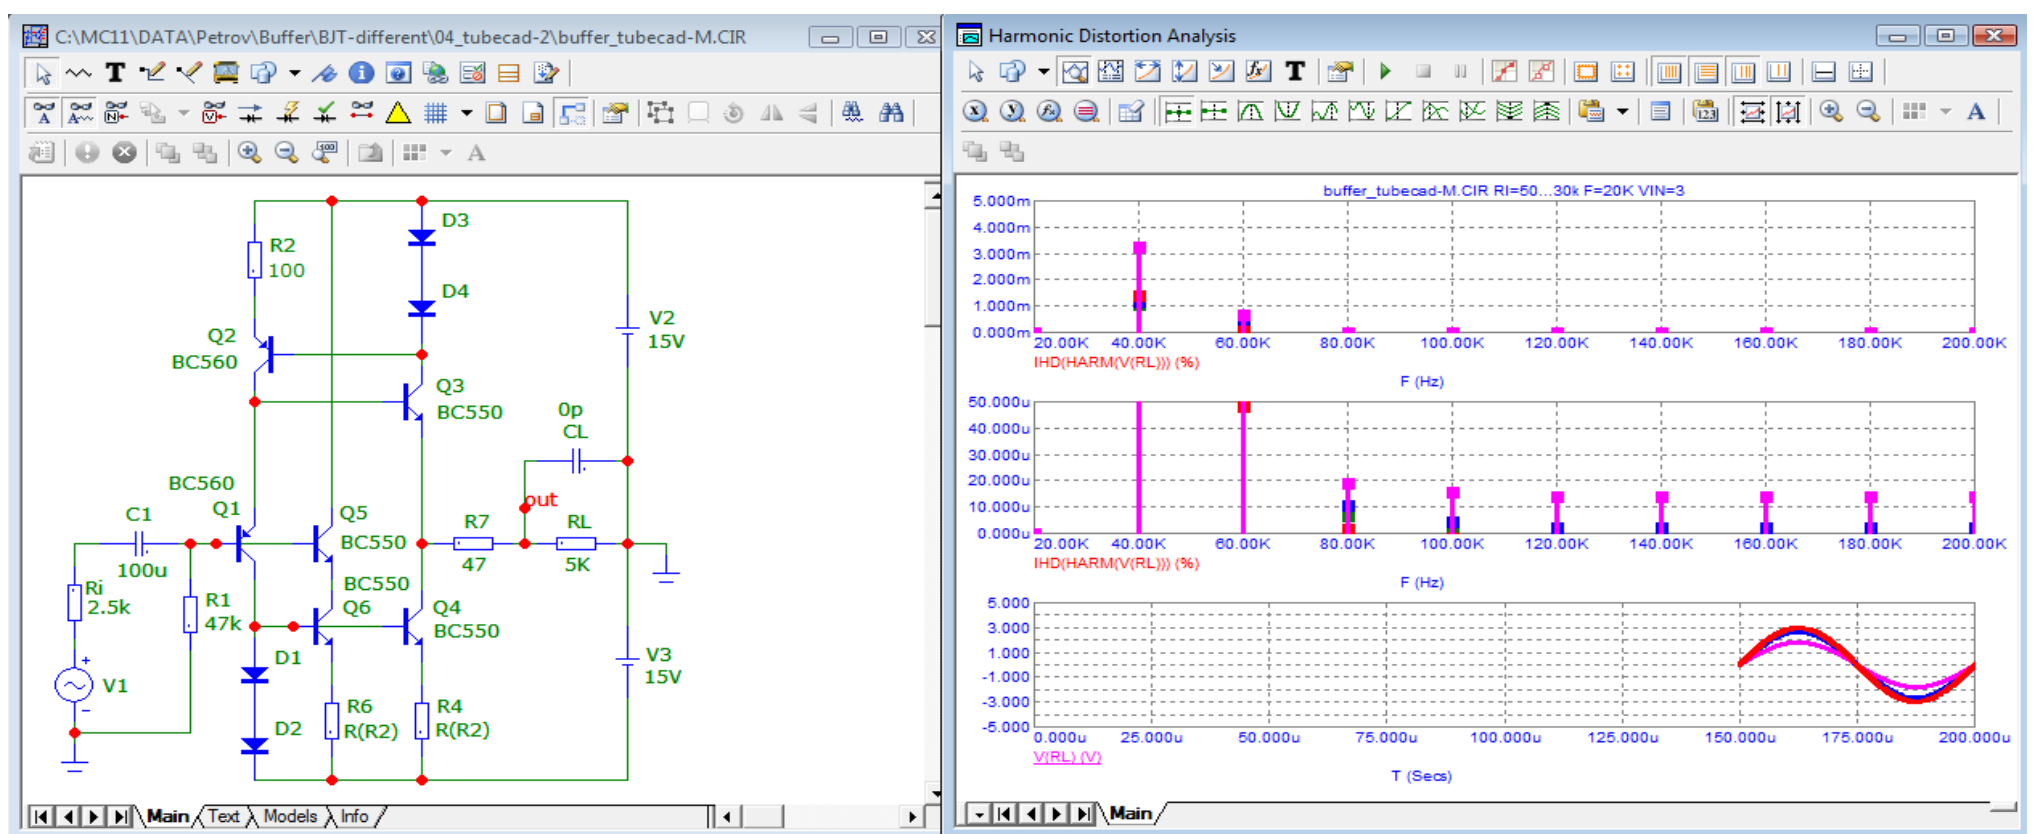 C:\MC11\DATA\Petrov\Buffer\BJT-different\04_tubecad-2\buffer_tubecad-M.CIR
D3
R2
100
D4
Q2
BC560
V2
15V
Q3
BC550
0p
CL
BC560
Q1
C1
100u
Q5
BC550
out
R7
47
RL
5K
Ri
2.5k
R1
47k
BC550
Q6
Q4
BC550
V1
D1
D2
R6
R(R2)
R4
R(R2)
V3
15V
Main Text Models Info
Harmonic Distortion Analysis
buffer_tubecad-M.CIR RI=50...30k F=20K VIN=3
5.000m
4.000m
3.000m
2.000m
1.000m
0.000m
20.00K 40.00K 60.00K 80.00K 100.00K 120.00K 140.00K 160.00K 180.00K 200.00K
IHD(HARM(V(RL))) (%)
F (Hz)
50.000u
40.000u
30.000u
20.000u
10.000u
0.000u
20.00K 40.00K 60.00K 80.00K 100.00K 120.00K 140.00K 160.00K 180.00K 200.00K
IHD(HARM(V(RL))) (%)
F (Hz)
5.000
3.000
1.000
-1.000
-3.000
-5.000
0.000u 25.000u 50.000u 75.000u 100.000u 125.000u 150.000u 175.000u 200.000u
V(RL) (V)
T (Secs)
Main